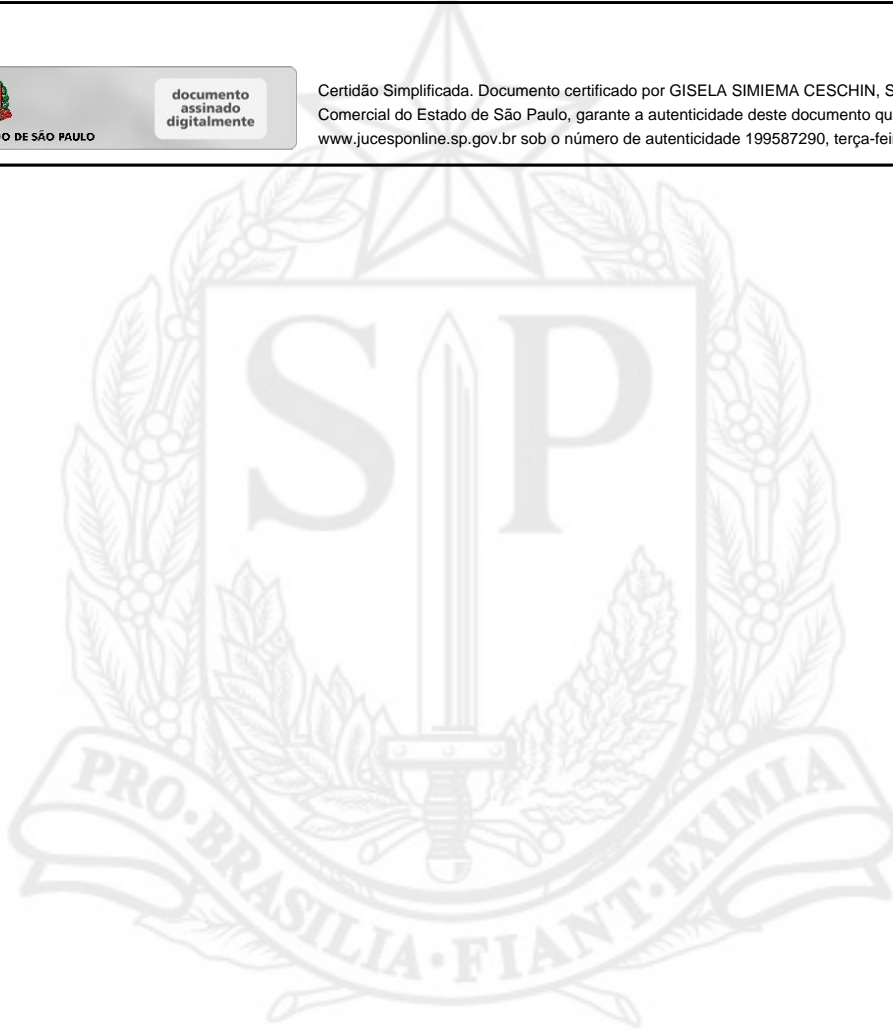 documento
assinado
digitalmente
O DE SÃO PAULO
Certidão Simplificada. Documento certificado por GISELA SIMIEMA CESCHIN, S
Comercial do Estado de São Paulo, garante a autenticidade deste documento qu
www.jucesponline.sp.gov.br sob o número de autenticidade 199587290, terça-fei
SP
PRO·BRASILIA·FIANT·EXIMIA